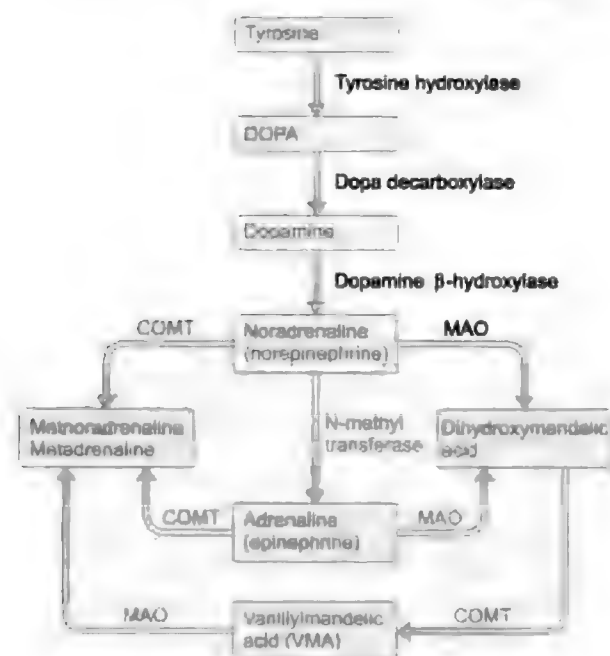 Tyrosine
Tyrosine hydroxylase
DOPA
Dopa decarboxylase
Dopamine
Dopamine β-hydroxylase
COMT
Noradrenaline
(norepinephrine)
MAO
Metnoradrenaline
Metadrenaline
N-methyl
transferase
Dihydroxymandelic
acid
COMT
Adrenaline
(epinephrine)
MAO
MAO
Vanillylmandelic
acid (VMA)
COMT